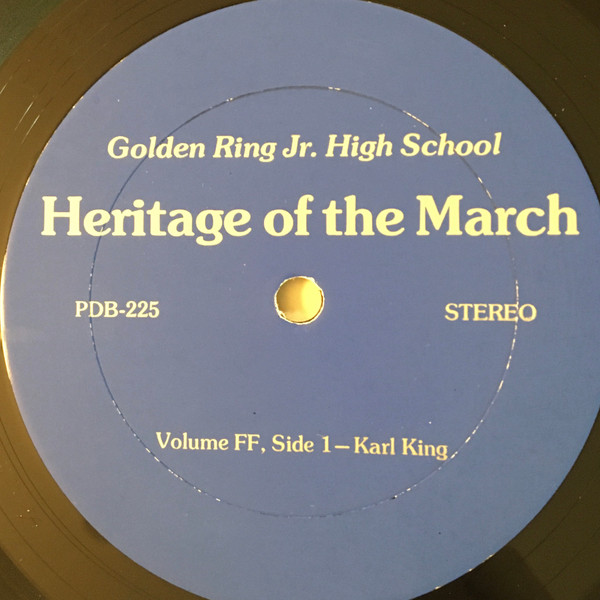 Golden Ring Jr. High School
Heritage of the March
PDB-225 STEREO
Volume FF, Side 1—Karl King